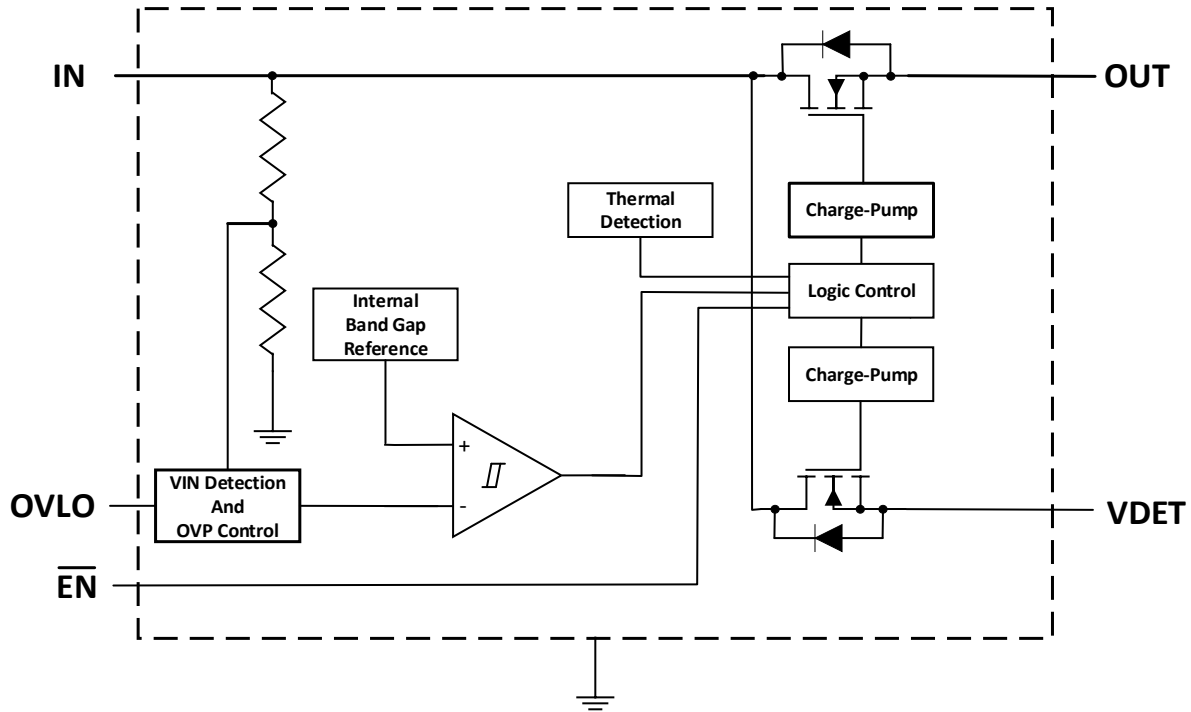 IN
OUT
Thermal
Detection
Charge-Pump
Logic Control
Internal
Band Gap
Reference
Charge-Pump
+
-
OVLO
VIN Detection
And
OVP Control
VDET
E̅N̅